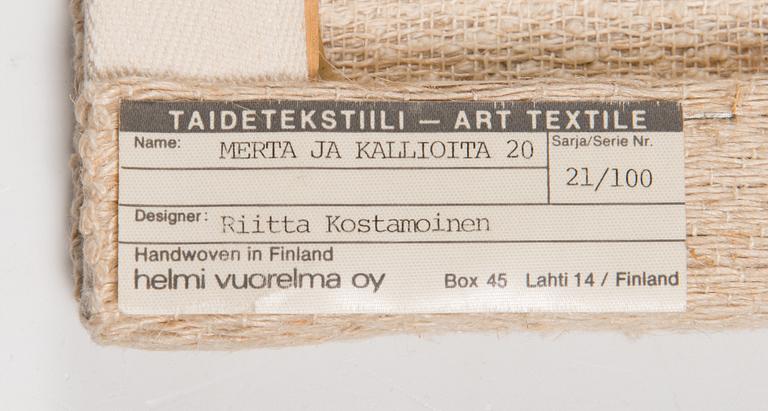 TAIDETEKSTIILI — ART TEXTILE
Name: MERTA JA KALLIOITA 20
Sarja/Serie Nr.
21/100
Designer: Riitta Kostamoinen
Handwoven in Finland
helmi vuorelma oy Box 45 Lahti 14 / Finland